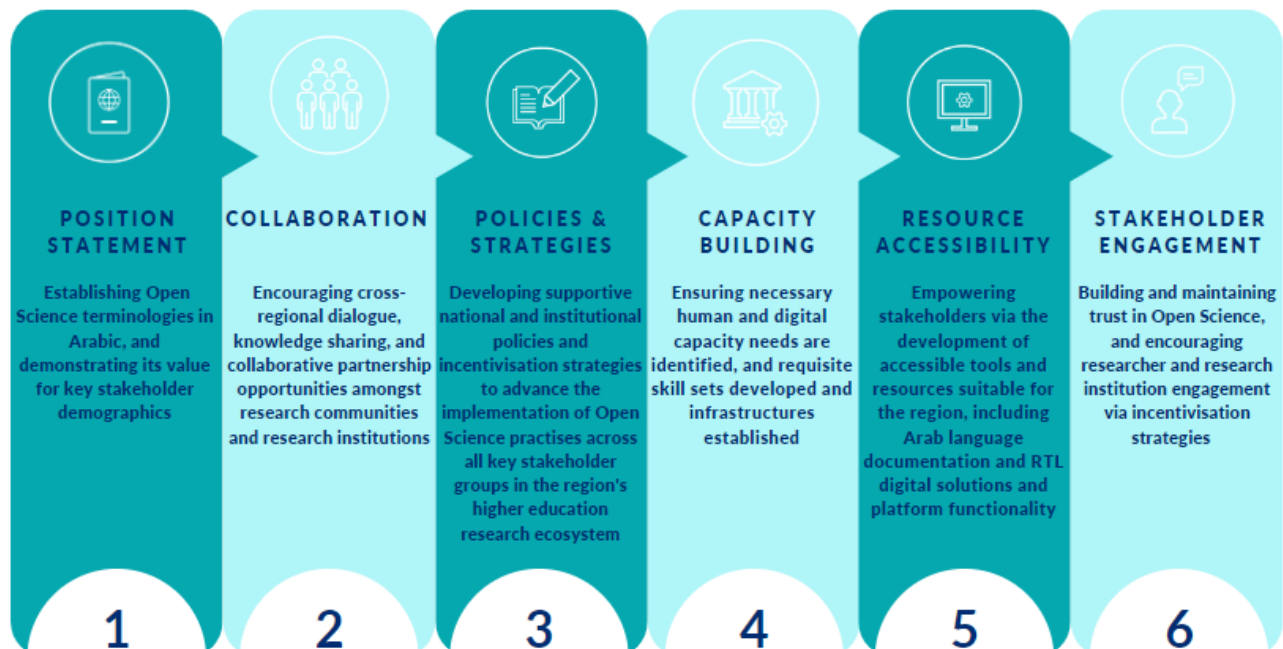 POSITION
STATEMENT
Establishing Open
Science terminologies in
Arabic, and
demonstrating its value
for key stakeholder
demographics
1
COLLABORATION
Encouraging cross-
regional dialogue,
knowledge sharing, and
collaborative partnership
opportunities amongst
research communities
and research institutions
2
POLICIES &
STRATEGIES
Developing supportive
national and institutional
policies and
incentivisation strategies
to advance the
implementation of Open
Science practises across
all key stakeholder
groups in the region's
higher education
research ecosystem
3
CAPACITY
BUILDING
Ensuring necessary
human and digital
capacity needs are
identified, and requisite
skill sets developed and
infrastructures
established
4
RESOURCE
ACCESSIBILITY
Empowering
stakeholders via the
development of
accessible tools and
resources suitable for
the region, including
Arab language
documentation and RTL
digital solutions and
platform functionality
5
STAKEHOLDER
ENGAGEMENT
Building and maintaining
trust in Open Science,
and encouraging
researcher and research
institution engagement
via incentivisation
strategies
6